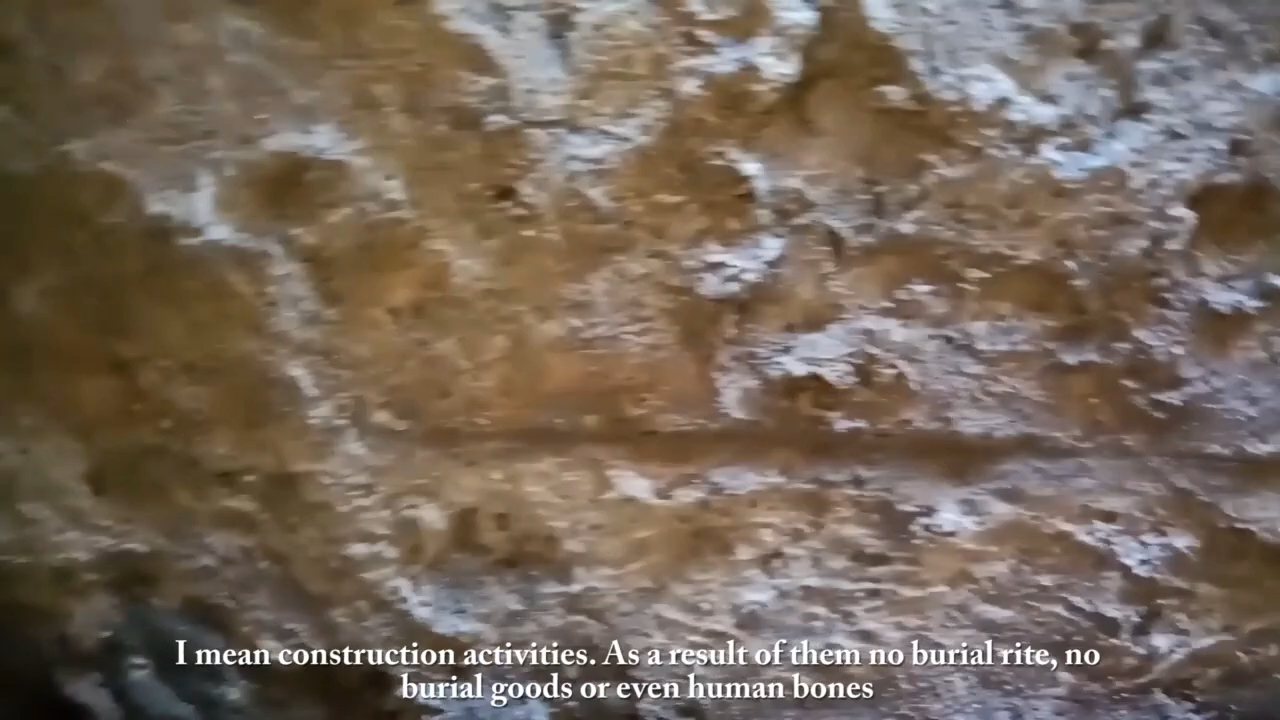 I mean construction activities. As a result of them no burial rite, no
burial goods or even human bones